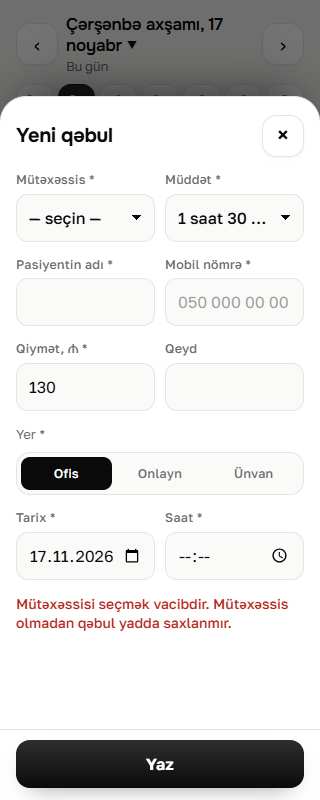 Çərşənbə axşamı, 17
noyabr ▼
Bu gün
Yeni qəbul
Mütəxəssis *
Müddət *
— seçin —
1 saat 30 ...
Pasiyentin adı *
Mobil nömrə *
050 000 00 00
Qiymət, ₼ *
Qeyd
130
Yer *
Ofis
Onlayn
Ünvan
Tarix *
Saat *
17.11.2026
--:--
Mütəxəssisi seçmək vacibdir. Mütəxəssis
olmadan qəbul yadda saxlanmır.
Yaz